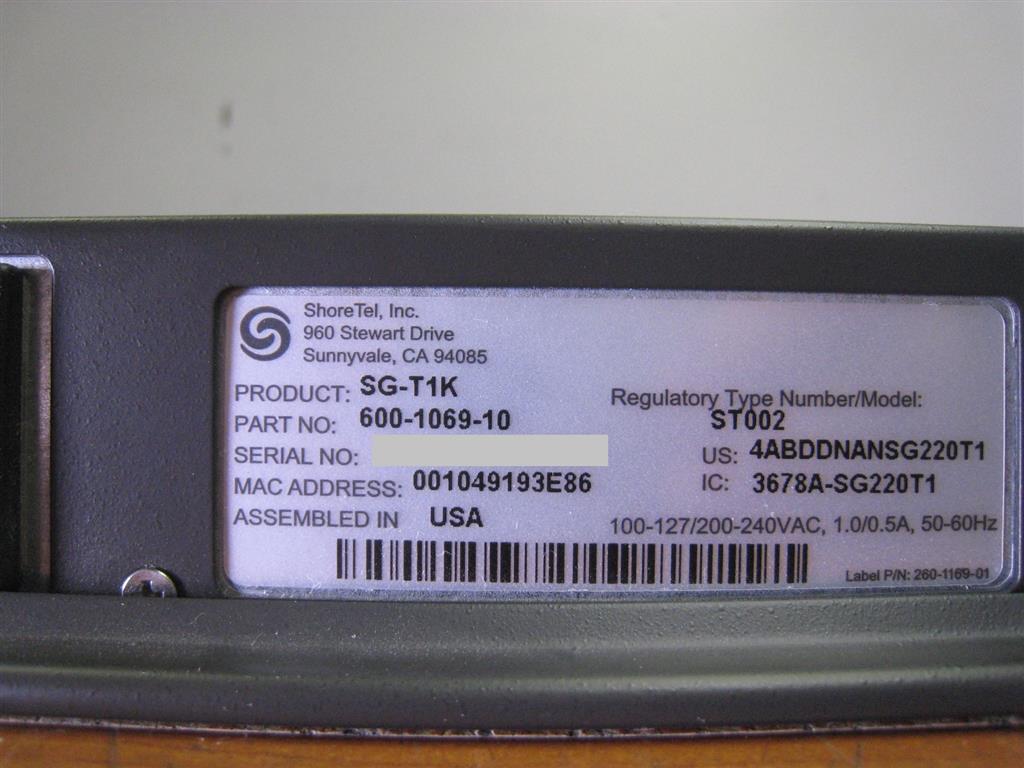 ShoreTel, Inc.
960 Stewart Drive
Sunnyvale, CA 94085
PRODUCT: SG-T1K
PART NO: 600-1069-10
SERIAL NO:
MAC ADDRESS: 001049193E86
ASSEMBLED IN USA
Regulatory Type Number/Model:
ST002
US: 4ABDDNANSG220T1
IC: 3678A-SG220T1
100-127/200-240VAC, 1.0/0.5A, 50-60Hz
Label P/N: 260-1169-01